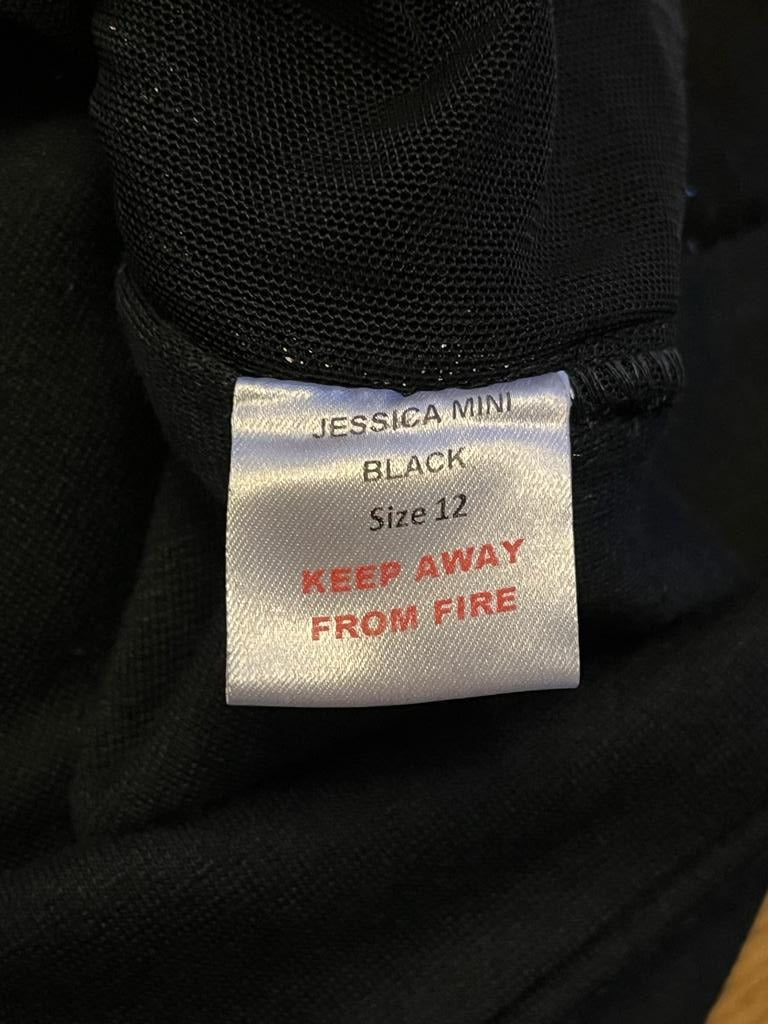 JESSICA MINI
BLACK
Size 12
KEEP AWAY
FROM FIRE